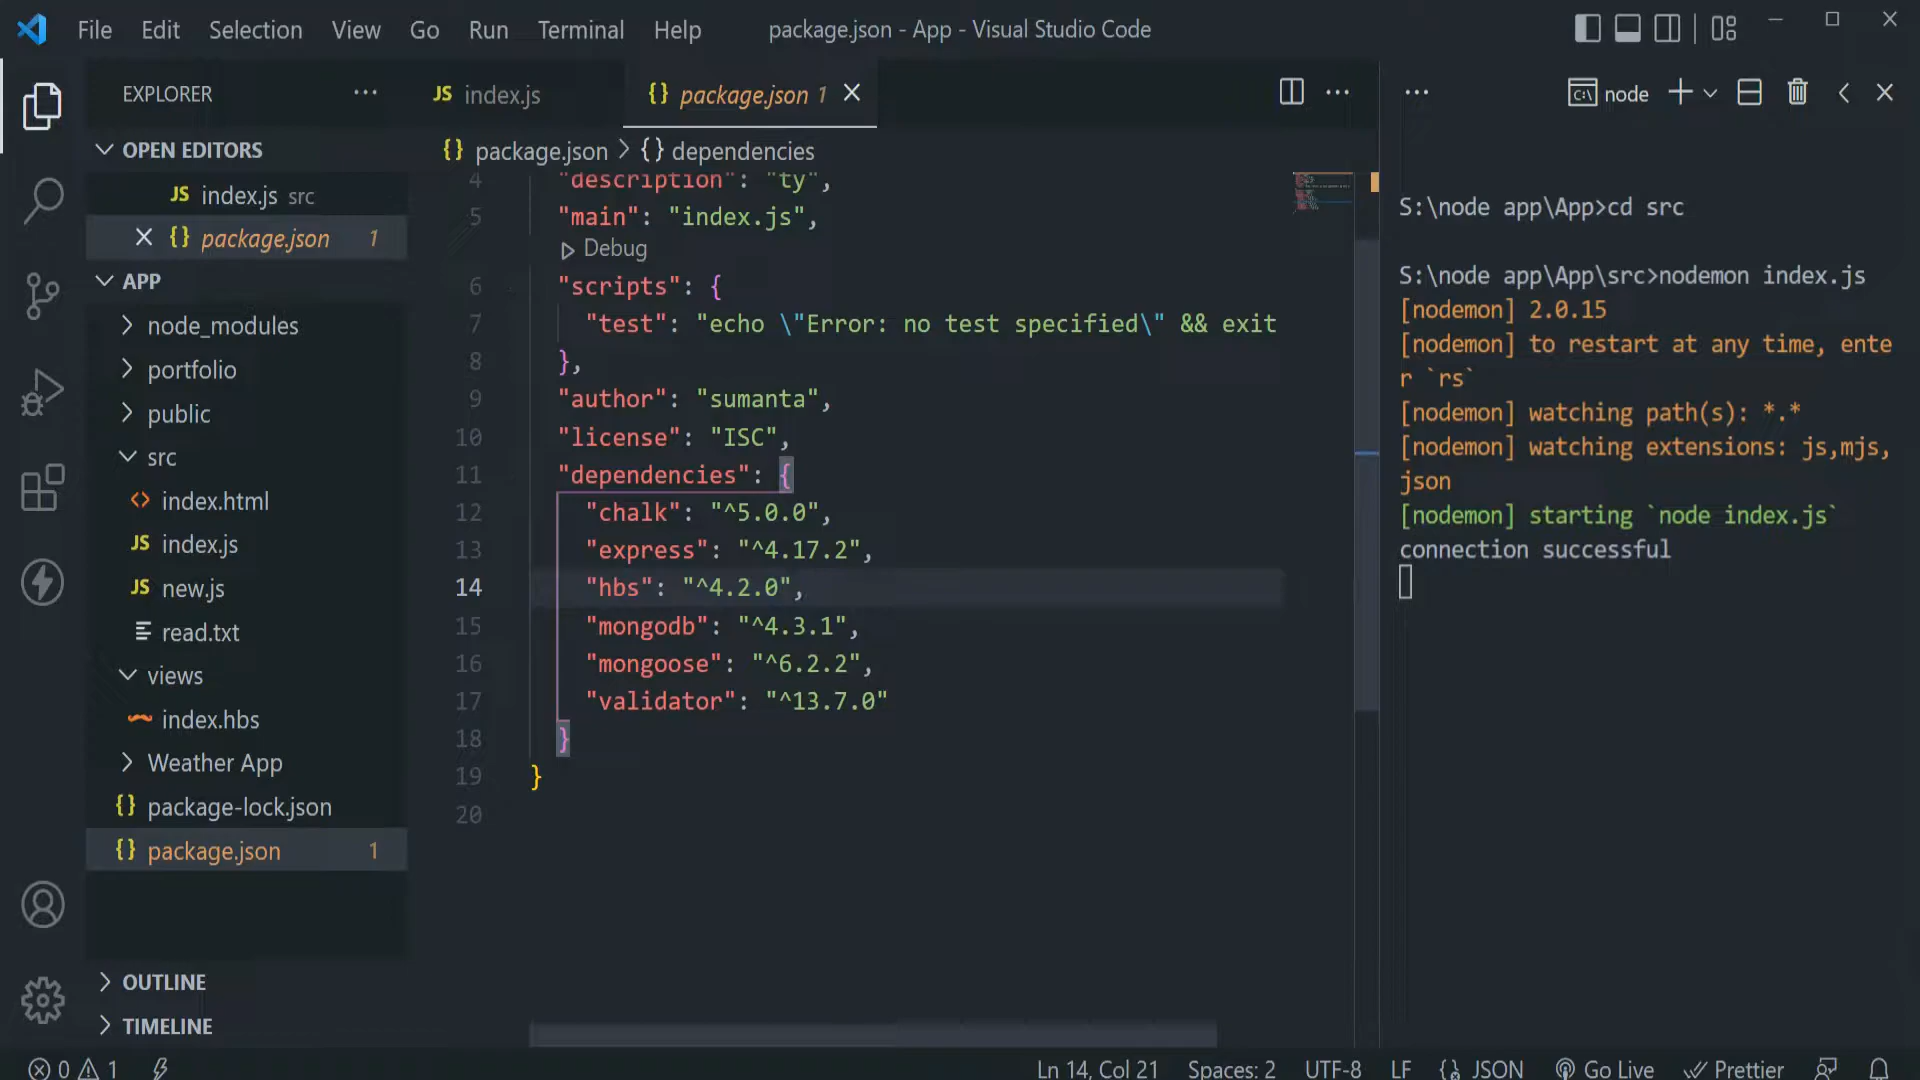 File Edit Selection View Go Run Terminal Help package.json - App - Visual Studio Code
EXPLORER
OPEN EDITORS
JS index.js src
{} package.json 1
APP
node_modules
portfolio
public
src
<> index.html
JS index.js
JS new.js
read.txt
views
index.hbs
Weather App
{} package-lock.json
{} package.json 1
OUTLINE
TIMELINE
JS index.js {} package.json 1
{} package.json > {} dependencies
4 "description": "ty",
5 "main": "index.js",
Debug
6 "scripts": {
7 "test": "echo \"Error: no test specified\" && exit
8 },
9 "author": "sumanta",
10 "license": "ISC",
11 "dependencies": {
12 "chalk": "^5.0.0",
13 "express": "^4.17.2",
14 "hbs": "^4.2.0",
15 "mongodb": "^4.3.1",
16 "mongoose": "^6.2.2",
17 "validator": "^13.7.0"
18 }
19 }
20
node
S:\node app\App>cd src
S:\node app\App\src>nodemon index.js
[nodemon] 2.0.15
[nodemon] to restart at any time, ente
r `rs`
[nodemon] watching path(s): *.*
[nodemon] watching extensions: js,mjs,
json
[nodemon] starting `node index.js`
connection successful
0 1 Ln 14, Col 21 Spaces: 2 UTF-8 LF JSON Go Live Prettier